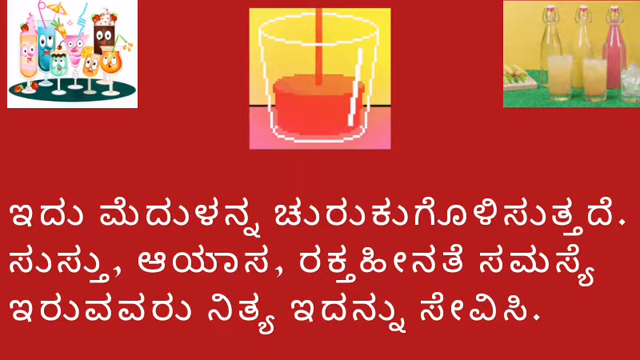 ಇದು ಮೆದುಳನ್ನ ಚುರುಕುಗೊಳಿಸುತ್ತದೆ.
ಸುಸ್ತು, ಆಯಾಸ, ರಕ್ತಹೀನತೆ ಸಮಸ್ಯೆ
ಇರುವವರು ನಿತ್ಯ ಇದನ್ನು ಸೇವಿಸಿ.